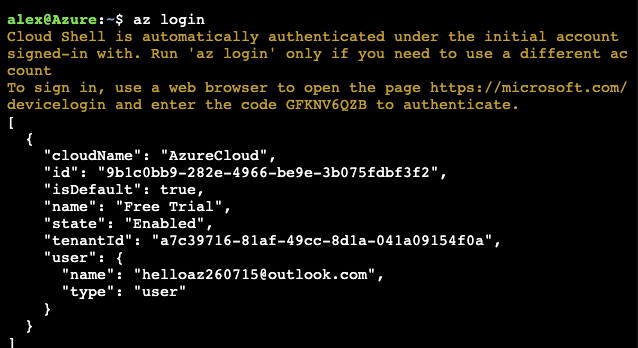 alex@Azure:~$ az login
Cloud Shell is automatically authenticated under the initial account
signed-in with. Run 'az login' only if you need to use a different ac
count
To sign in, use a web browser to open the page https://microsoft.com/
devicelogin and enter the code GFKNV6QZB to authenticate.
[
  {
    "cloudName": "AzureCloud",
    "id": "9b1c0bb9-282e-4966-be9e-3b075fdbf3f2",
    "isDefault": true,
    "name": "Free Trial",
    "state": "Enabled",
    "tenantId": "a7c39716-81af-49cc-8d1a-041a09154f0a",
    "user": {
      "name": "helloaz260715@outlook.com",
      "type": "user"
    }
  }
]